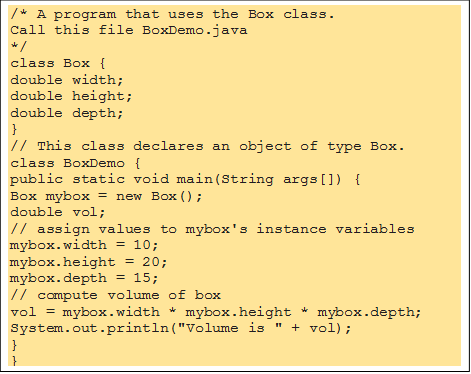 /* A program that uses the Box class.
Call this file BoxDemo.java
*/
class Box {
double width;
double height;
double depth;
}
// This class declares an object of type Box.
class BoxDemo {
public static void main(String args[]) {
Box mybox = new Box();
double vol;
// assign values to mybox's instance variables
mybox.width = 10;
mybox.height = 20;
mybox.depth = 15;
// compute volume of box
vol = mybox.width * mybox.height * mybox.depth;
System.out.println("Volume is " + vol);
}
}